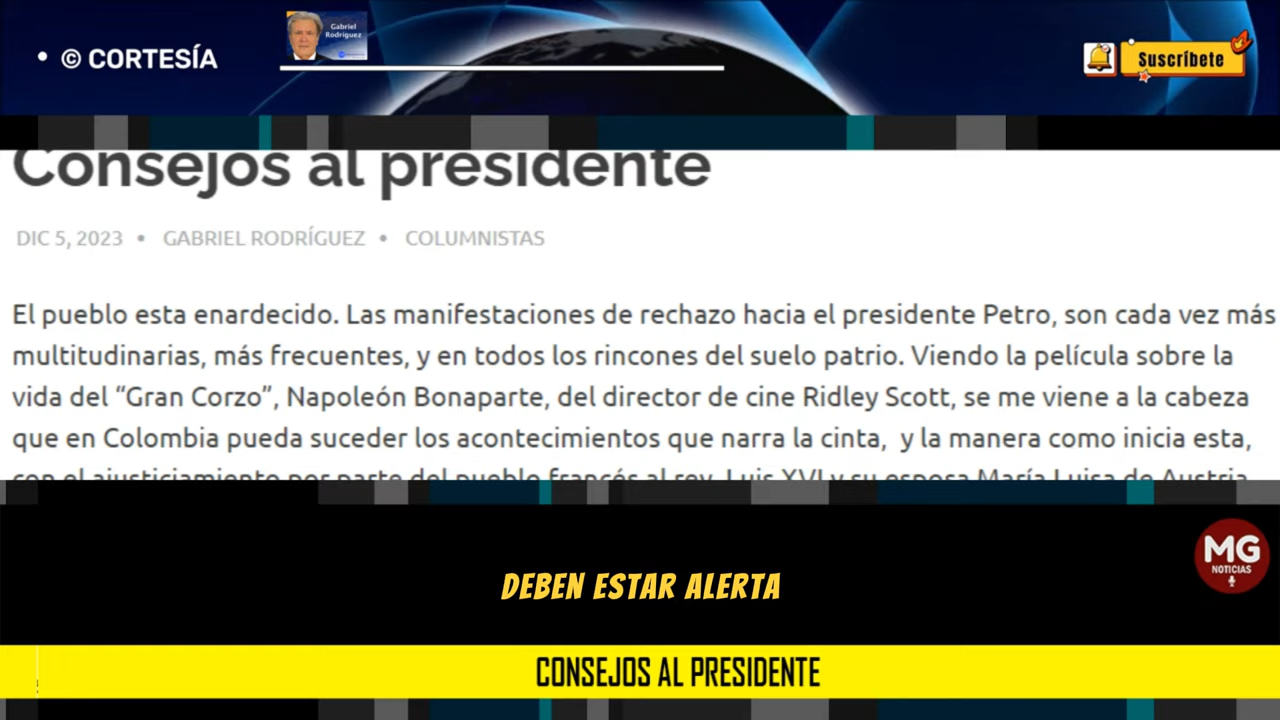 • © CORTESÍA
Gabriel
Rodríguez
Suscríbete
Consejos al presidente
DIC 5, 2023 • GABRIEL RODRÍGUEZ • COLUMNISTAS
El pueblo esta enardecido. Las manifestaciones de rechazo hacia el presidente Petro, son cada vez más
multitudinarias, más frecuentes, y en todos los rincones del suelo patrio. Viendo la película sobre la
vida del “Gran Corzo”, Napoleón Bonaparte, del director de cine Ridley Scott, se me viene a la cabeza
que en Colombia pueda suceder los acontecimientos que narra la cinta, y la manera como inicia esta,
con el ajusticiamiento por parte del pueblo francés al rey, Luis XVI y su esposa María Luisa de Austria
MG
NOTICIAS
DEBEN ESTAR ALERTA
CONSEJOS AL PRESIDENTE